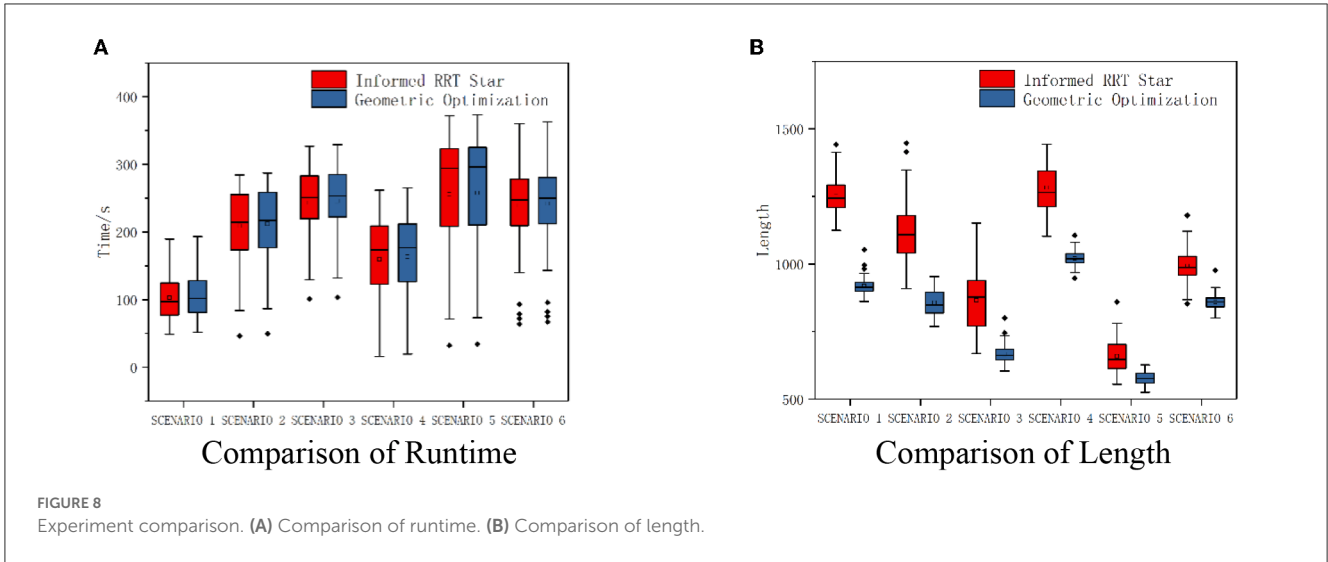 A
Informed RRT Star
Geometric Optimization
400
300
200
100
0
Time/s
SCENARIO 1 SCENARIO 2 SCENARIO 3 SCENARIO 4 SCENARIO 5 SCENARIO 6
Comparison of Runtime
B
Informed RRT Star
Geometric Optimization
1500
1000
500
Length
SCENARIO 1 SCENARIO 2 SCENARIO 3 SCENARIO 4 SCENARIO 5 SCENARIO 6
Comparison of Length
FIGURE 8
Experiment comparison. (A) Comparison of runtime. (B) Comparison of length.